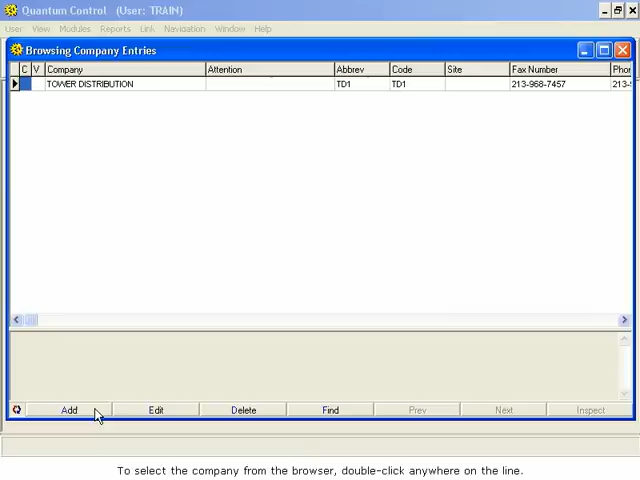 Quantum Control (User: TRAIN)
User View Modules Reports Link Navigation Window Help
Browsing Company Entries
C V Company Attention Abbrev Code Site Fax Number Phor
TOWER DISTRIBUTION TD1 TD1 213-968-7457 213-
Add Edit Delete Find Prev Next Inspect
To select the company from the browser, double-click anywhere on the line.